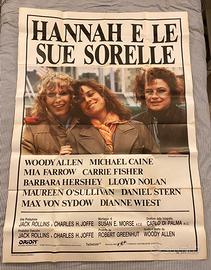 HANNAH E LE
SUE SORELLE
WOODY ALLEN MICHAEL CAINE
MIA FARROW CARRIE FISHER
BARBARA HERSHEY LLOYD NOLAN
MAUREEN O'SULLIVAN DANIEL STERN
MAX VON SYDOW DIANNE WIEST
JACK ROLLINS e CHARLES H. JOFFE SUSAN E. MORSE CARLO DI PALMA
JACK ROLLINS e CHARLES H. JOFFE ROBERT GREENHUT WOODY ALLEN
ORION